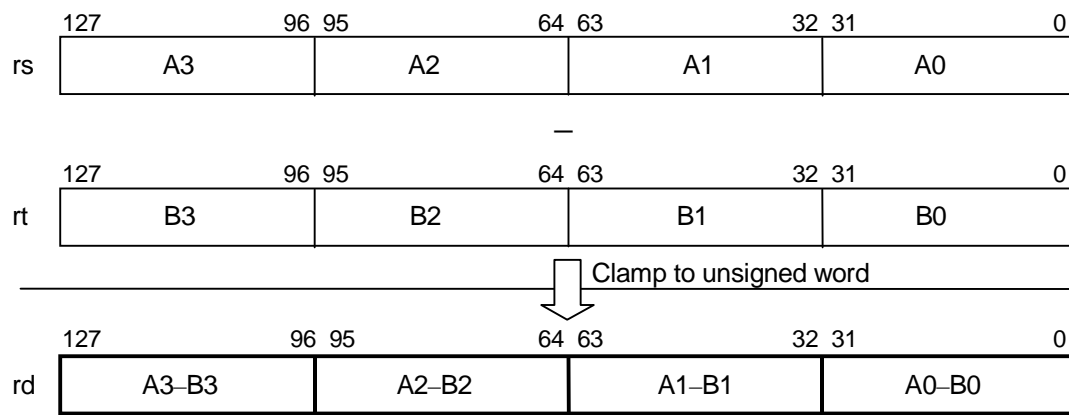 127 96 95 64 63 32 31 0
rs A3 A2 A1 A0
–
127 96 95 64 63 32 31 0
rt B3 B2 B1 B0
Clamp to unsigned word
127 96 95 64 63 32 31 0
rd A3–B3 A2–B2 A1–B1 A0–B0